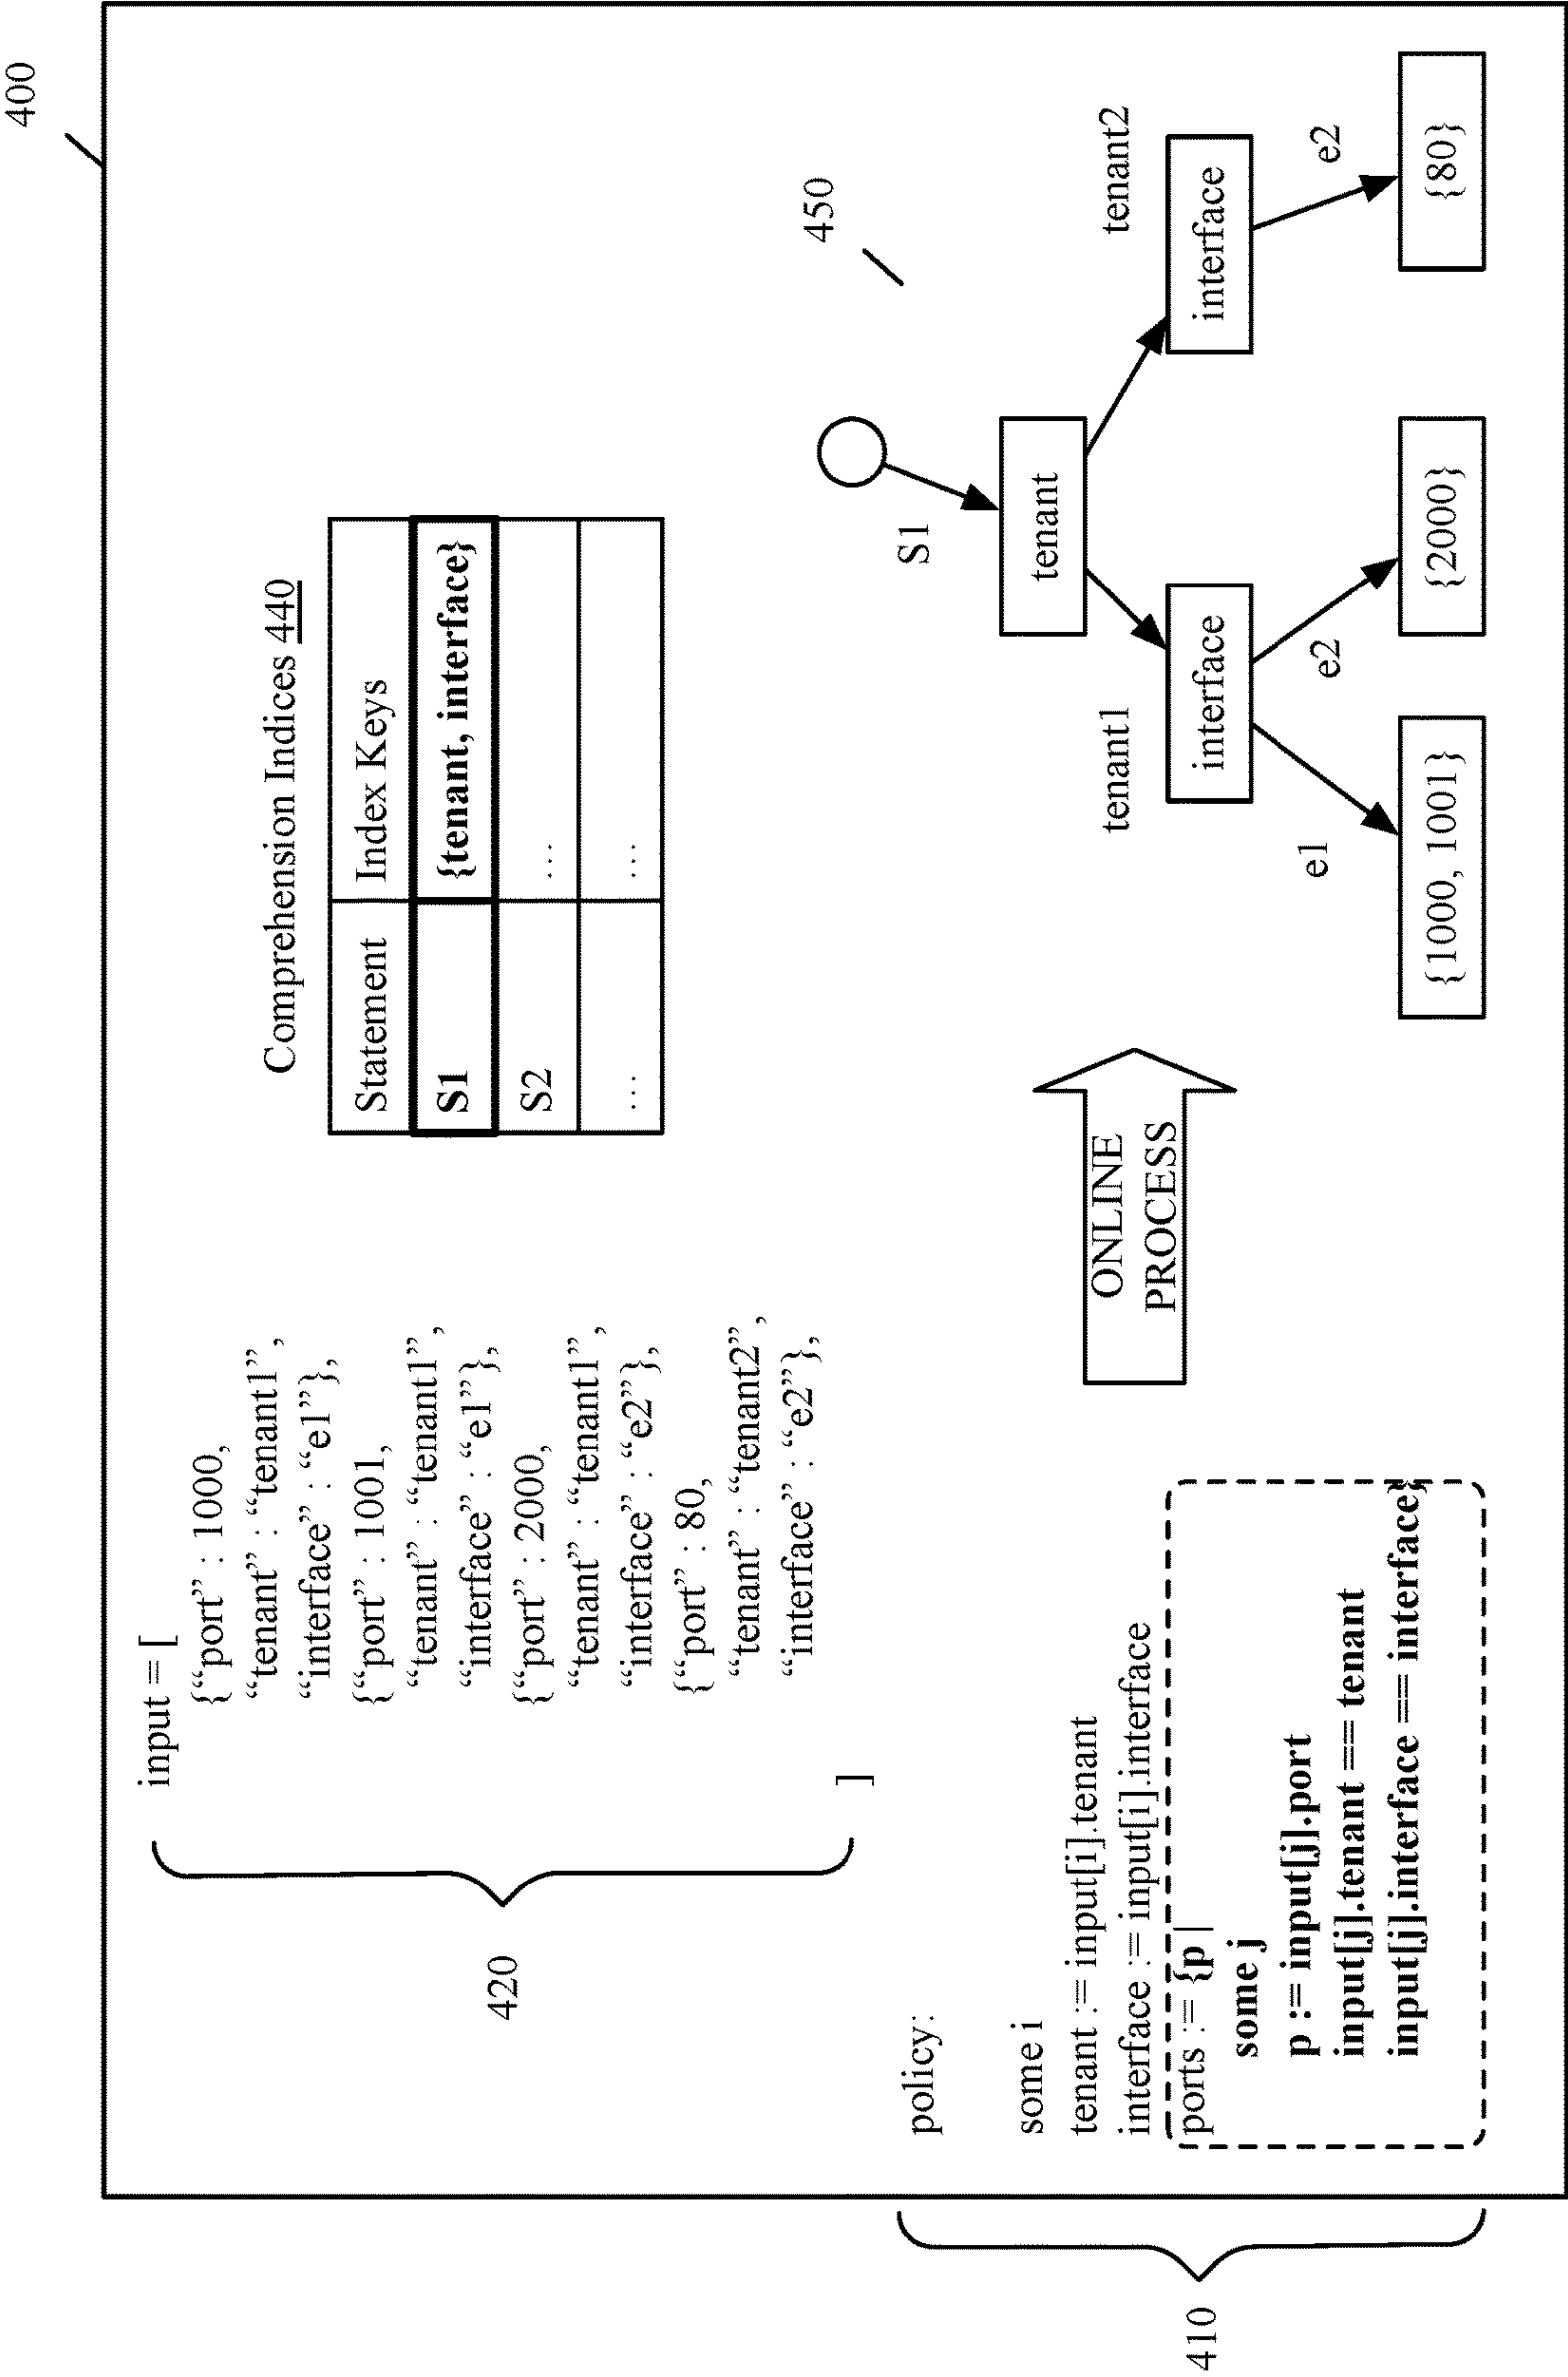 400
input = [
{“port” : 1000,
“tenant” : “tenant1”,
“interface” : “e1”},
{“port” : 1001,
“tenant” : “tenant1”,
“interface” : “e1”},
{“port” : 2000,
“tenant” : “tenant1”,
“interface” : “e2”},
{“port” : 80,
“tenant” : “tenant2”,
“interface” : “e2”},
]
420
Comprehension Indices 440
Statement Index Keys
S1 {tenant, interface}
S2 ...
... ...
policy:
some i
tenant := input[i].tenant
interface := input[i].interface
ports := {p |
some j
p := input[j].port
input[j].tenant == tenant
input[j].interface == interface}
410
ONLINE
PROCESS
450
S1
tenant
tenant1 tenant2
interface interface
e1 e2 e2
{1000, 1001} {2000} {80}